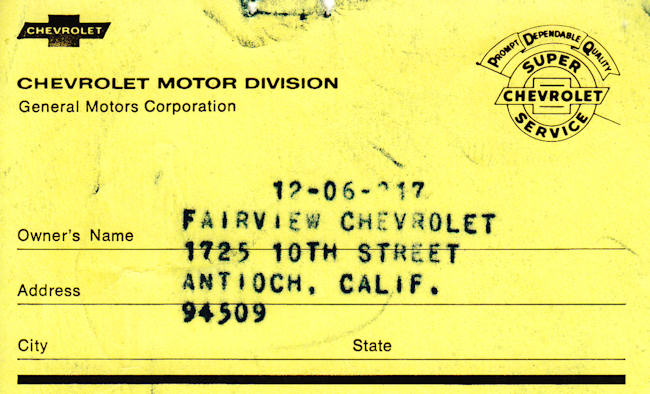 CHEVROLET
CHEVROLET MOTOR DIVISION
General Motors Corporation
PROMPT DEPENDABLE QUALITY
SUPER
CHEVROLET
SERVICE
FAIRVIEW CHEVROLET
Owner's Name
1725 10TH STREET
ANTIOCH, CALIF.
Address
94509
City State